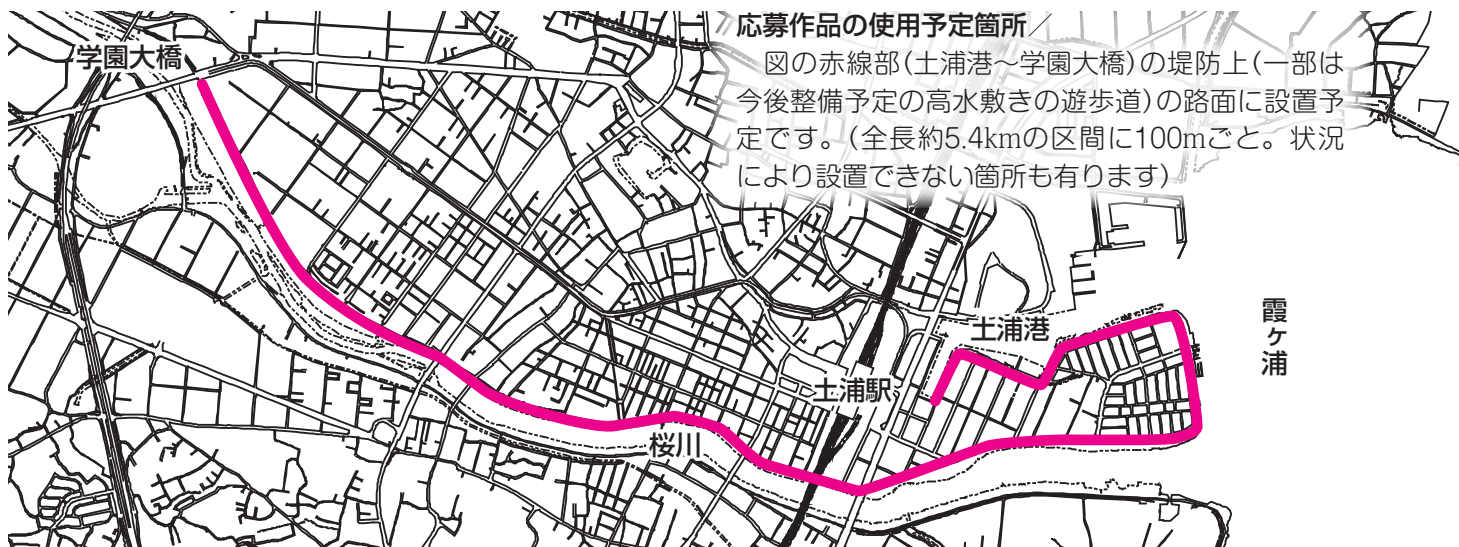 応募作品の使用予定箇所/
図の赤線部(土浦港～学園大橋)の堤防上(一部は
今後整備予定の高水敷きの遊歩道)の路面に設置予
定です。(全長約5.4kmの区間に100mごと。状況
により設置できない箇所も有ります)
学園大橋
霞ヶ浦
土浦港
土浦駅
桜川